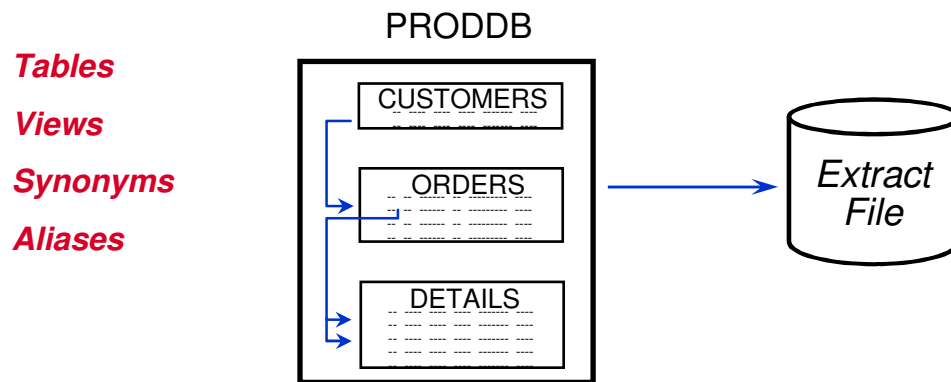 PRODDB
Tables
Views
Synonyms
Aliases
CUSTOMERS
ORDERS
DETAILS
Extract
File